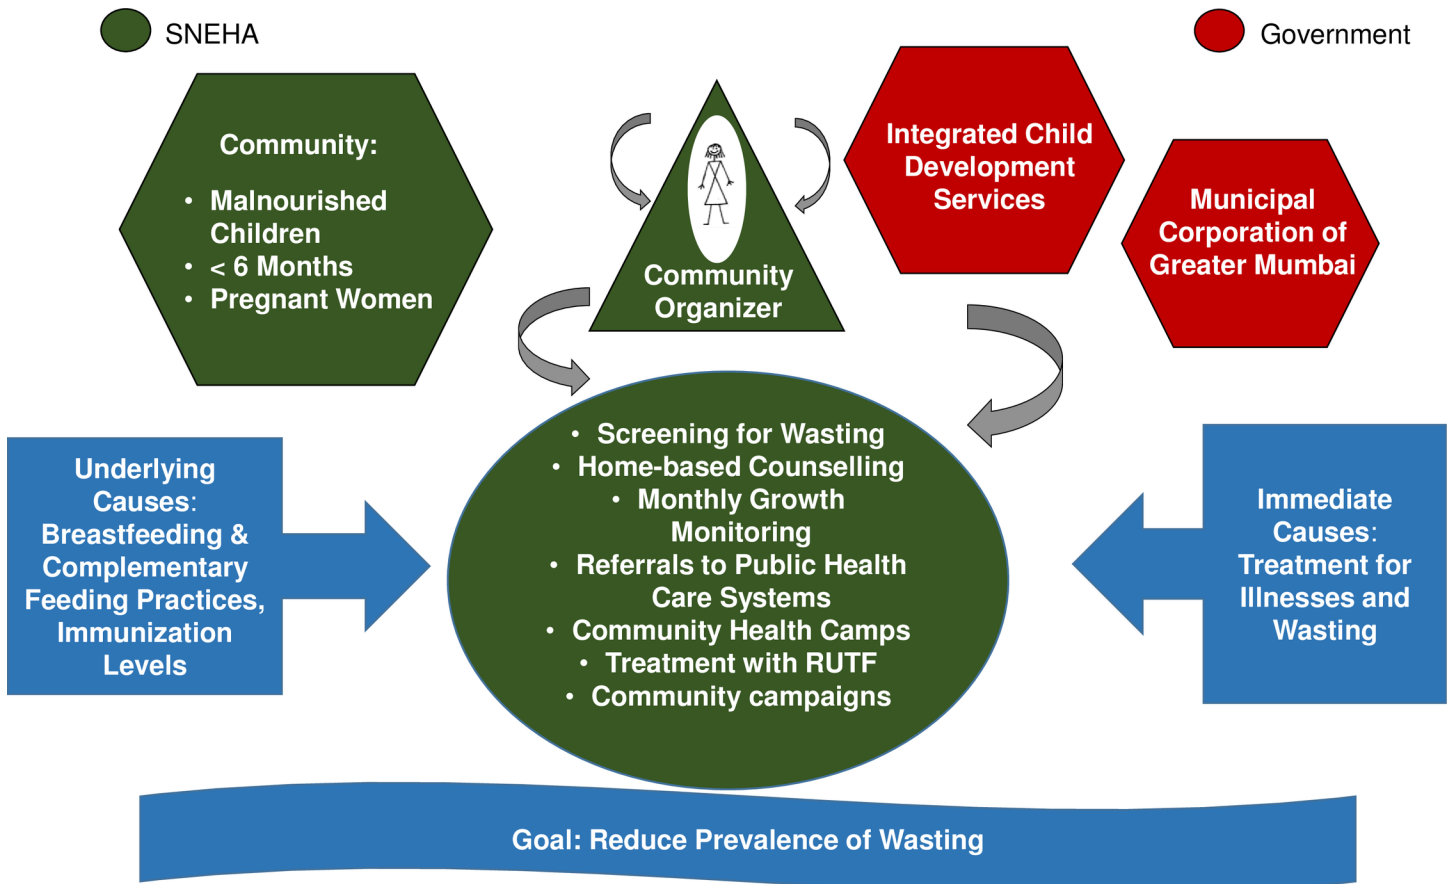 SNEHA
Government
Community:
• Malnourished
Children
• < 6 Months
• Pregnant Women
Community
Organizer
Integrated Child
Development
Services
Municipal
Corporation of
Greater Mumbai
Underlying
Causes:
Breastfeeding &
Complementary
Feeding Practices,
Immunization
Levels
• Screening for Wasting
• Home-based Counselling
• Monthly Growth
Monitoring
• Referrals to Public Health
Care Systems
• Community Health Camps
• Treatment with RUTF
• Community campaigns
Immediate
Causes:
Treatment for
Illnesses and
Wasting
Goal: Reduce Prevalence of Wasting